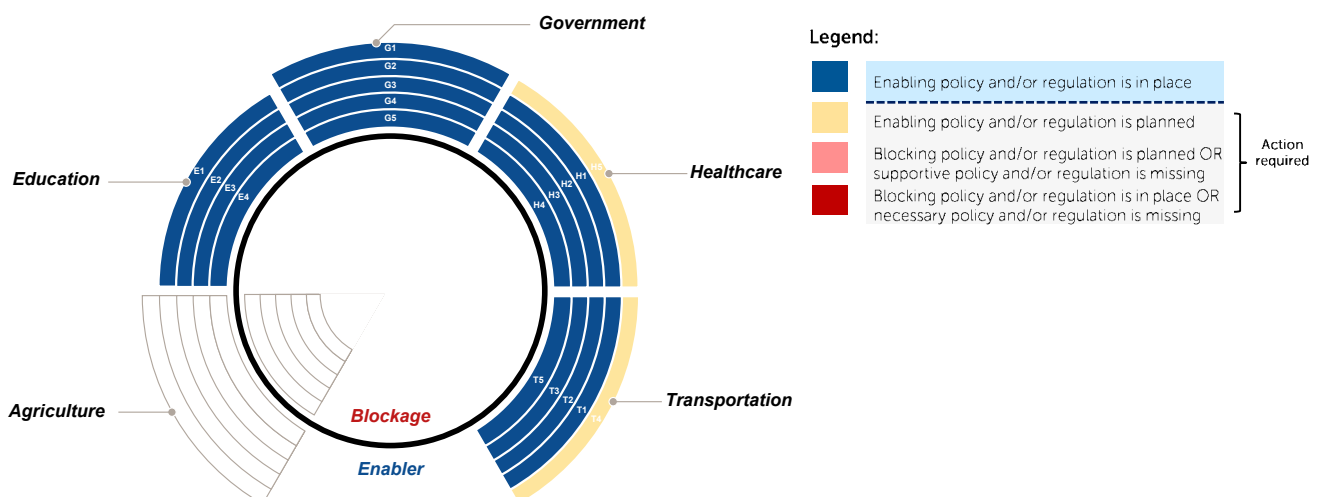 Government
G1
G2
G3
G4
G5
Education
E1
E2
E3
E4
Healthcare
H5
H1
H2
H3
H4
Agriculture
Transportation
T5
T3
T2
T1
T4
Blockage
Enabler
Legend:
Enabling policy and/or regulation is in place
Enabling policy and/or regulation is planned
Blocking policy and/or regulation is planned OR
supportive policy and/or regulation is missing
Blocking policy and/or regulation is in place OR
necessary policy and/or regulation is missing
Action
required